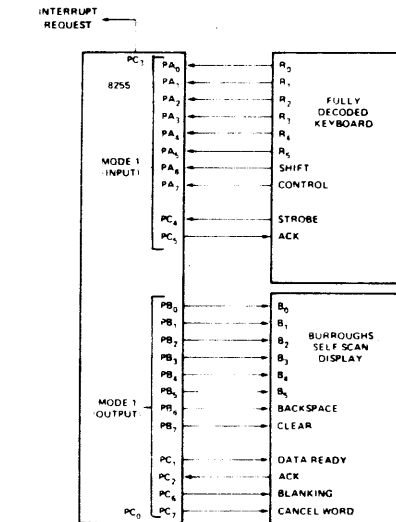 INTERRUPT
REQUEST
PC3
8255
MODE 1
(INPUT)
PA0
PA1
PA2
PA3
PA4
PA5
PA6
PA7
PC4
PC5
R0
R1
R2
R3
R4
R5
SHIFT
CONTROL
STROBE
ACK
FULLY
DECODED
KEYBOARD
MODE 1
(OUTPUT)
PB0
PB1
PB2
PB3
PB4
PB5
PB6
PB7
PC1
PC2
PC6
PC7
PC0
B0
B1
B2
B3
B4
B5
BACKSPACE
CLEAR
DATA READY
ACK
BLANKING
CANCEL WORD
BURROUGHS
SELF SCAN
DISPLAY